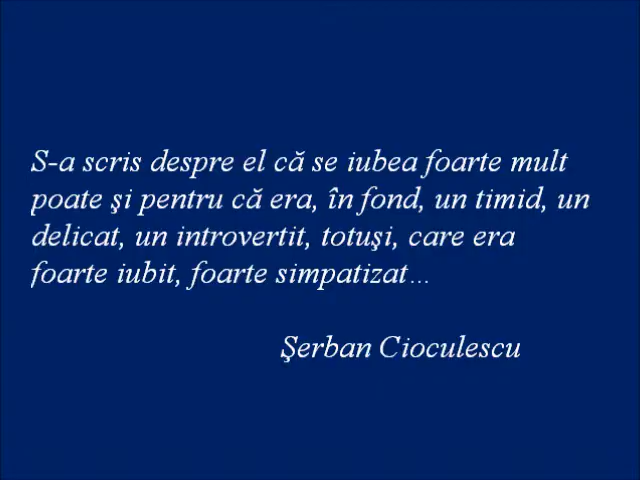 S-a scris despre el că se iubea foarte mult
poate şi pentru că era, în fond, un timid, un
delicat, un introvertit, totuşi, care era
foarte iubit, foarte simpatizat...
Şerban Cioculescu